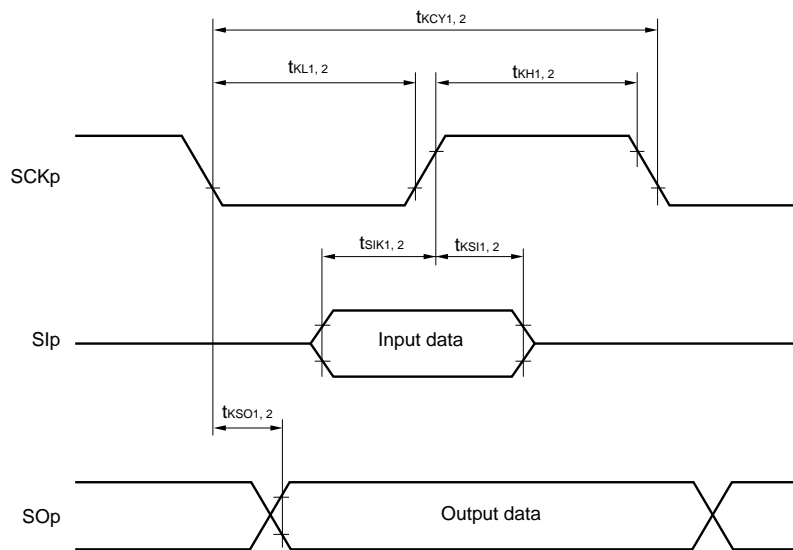 tKCY1, 2
tKL1, 2
tKH1, 2
SCKp
tSIK1, 2
tKSI1, 2
SIp
Input data
tKSO1, 2
SOp
Output data